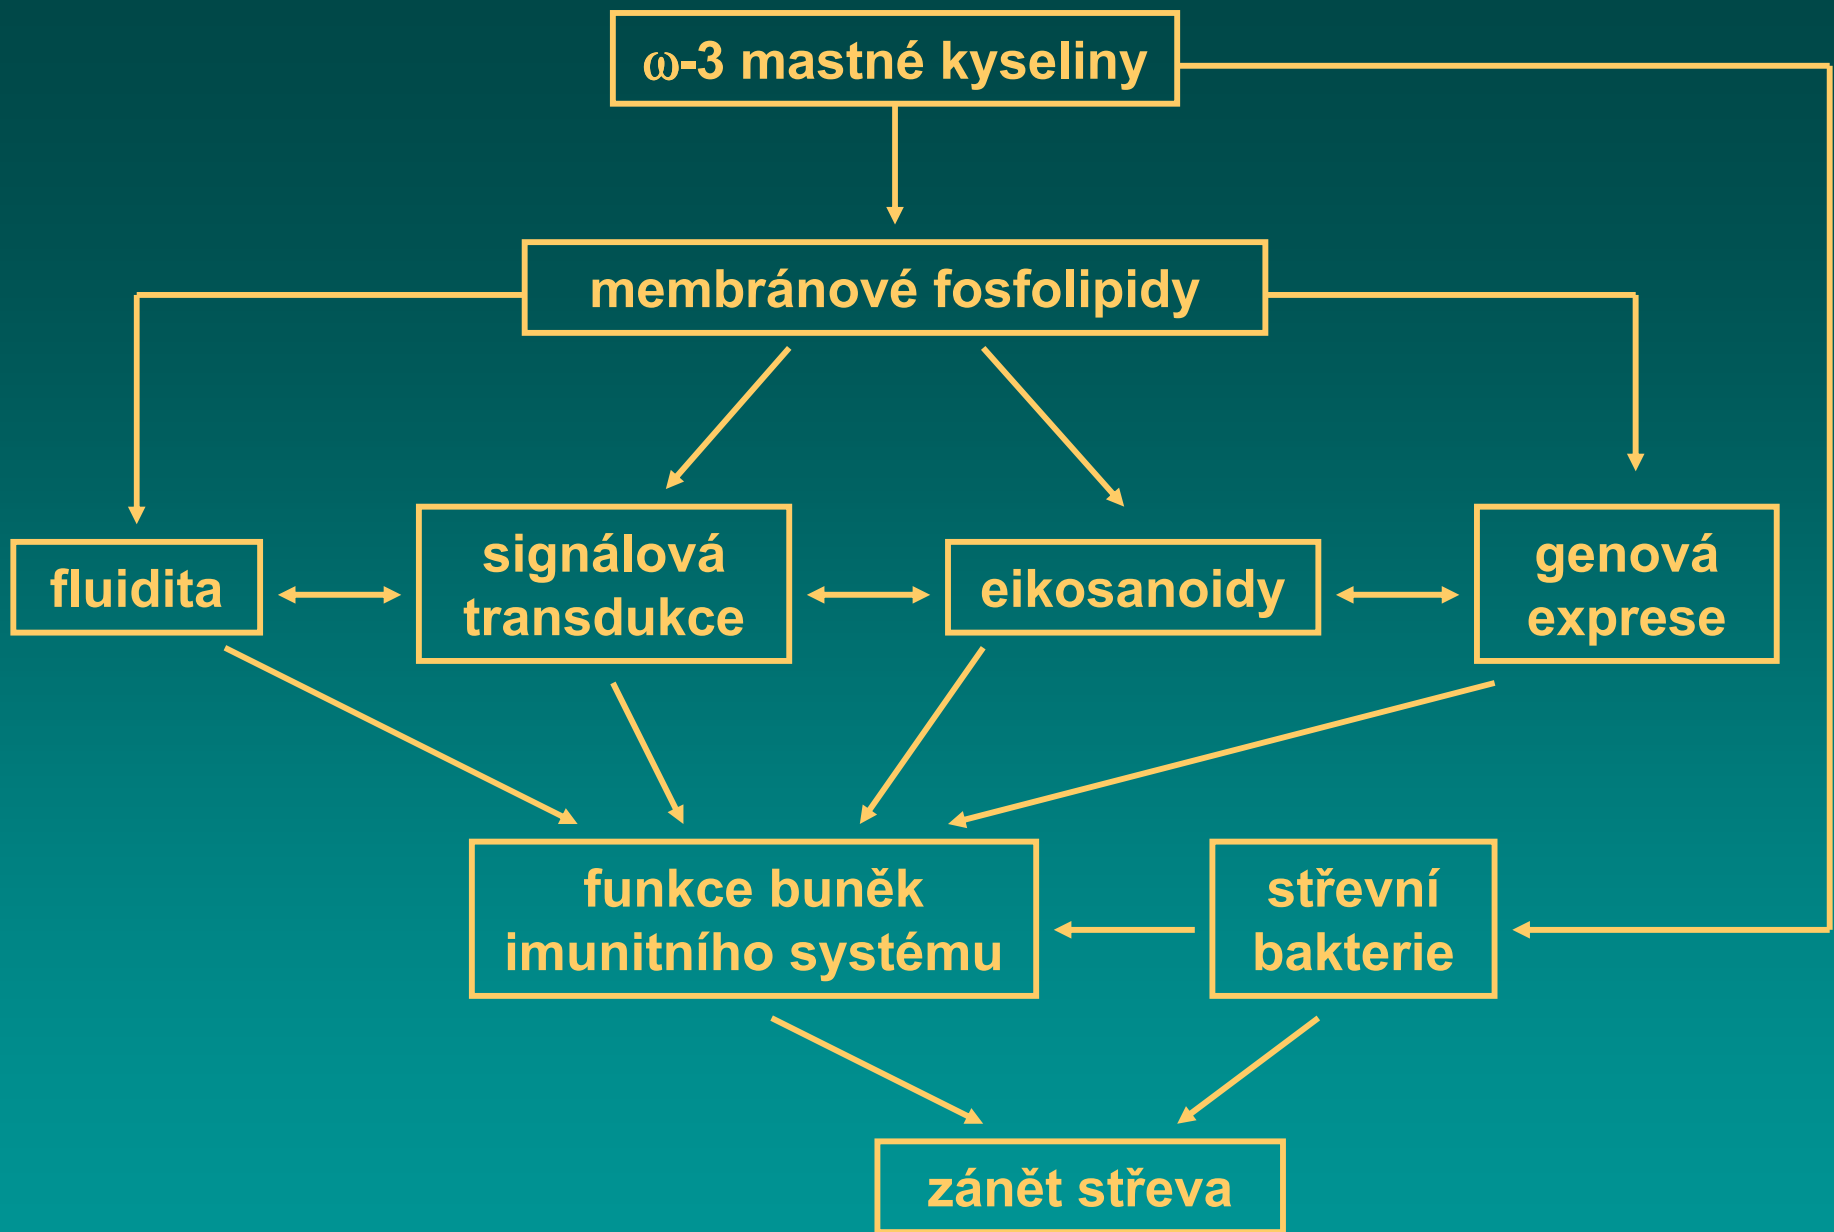 ω-3 mastné kyseliny
membránové fosfolipidy
fluidita
signálová
transdukce
eikosanoidy
genová
exprese
funkce buněk
imunitního systému
střevní
bakterie
zánět střeva